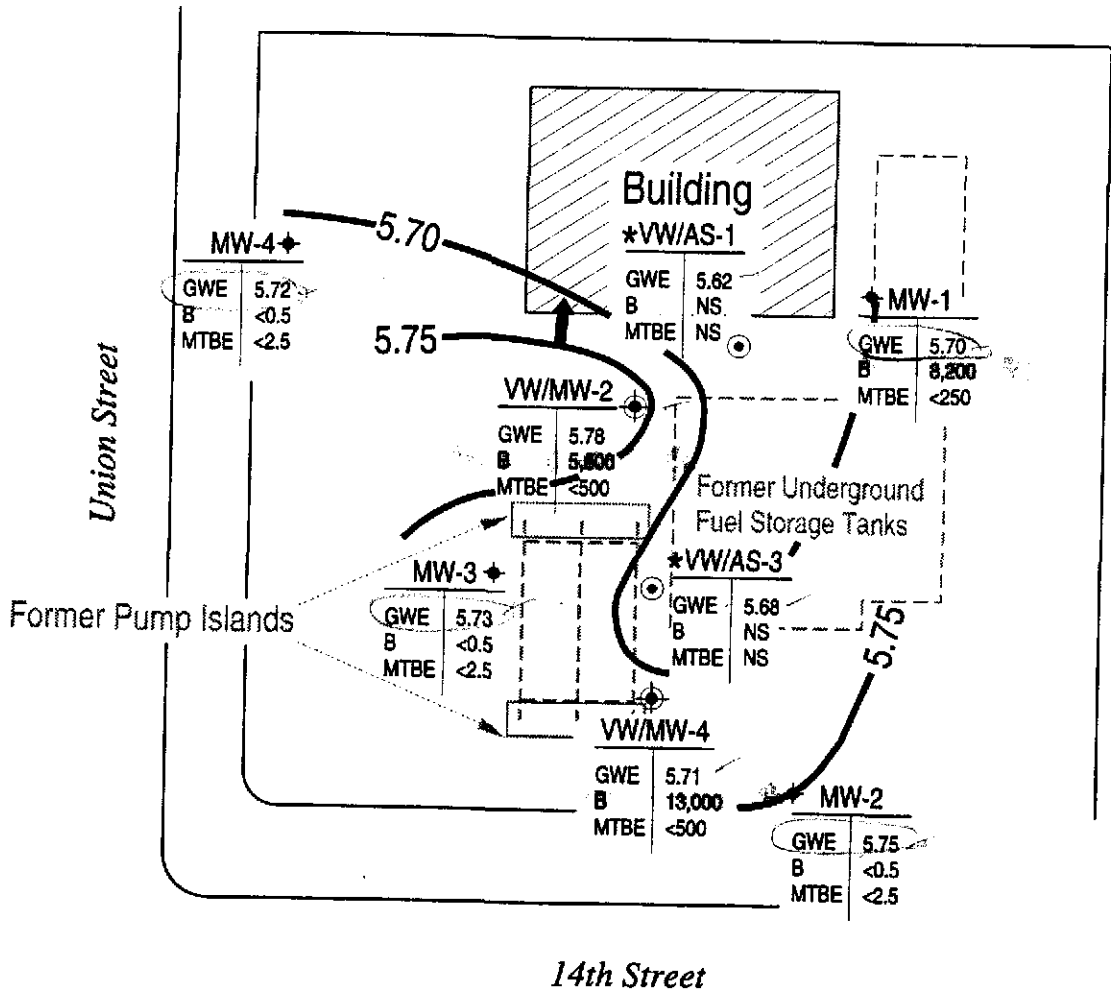 Building
*VW/AS-1
GWE 5.62
B NS
MTBE NS
5.70
MW-4
GWE 5.72
B <0.5
MTBE <2.5
MW-1
GWE 5.70
B 8,200
MTBE <250
5.75
VW/MW-2
GWE 5.78
B
MTBE <500
Union Street
Former Underground
Fuel Storage Tanks
*VW/AS-3
GWE 5.68
B NS
MTBE NS
MW-3
GWE 5.73
B <0.5
MTBE <2.5
Former Pump Islands
5.75
VW/MW-4
GWE 5.71
B 13,000
MTBE <500
MW-2
GWE 5.75
B <0.5
MTBE <2.5
14th Street